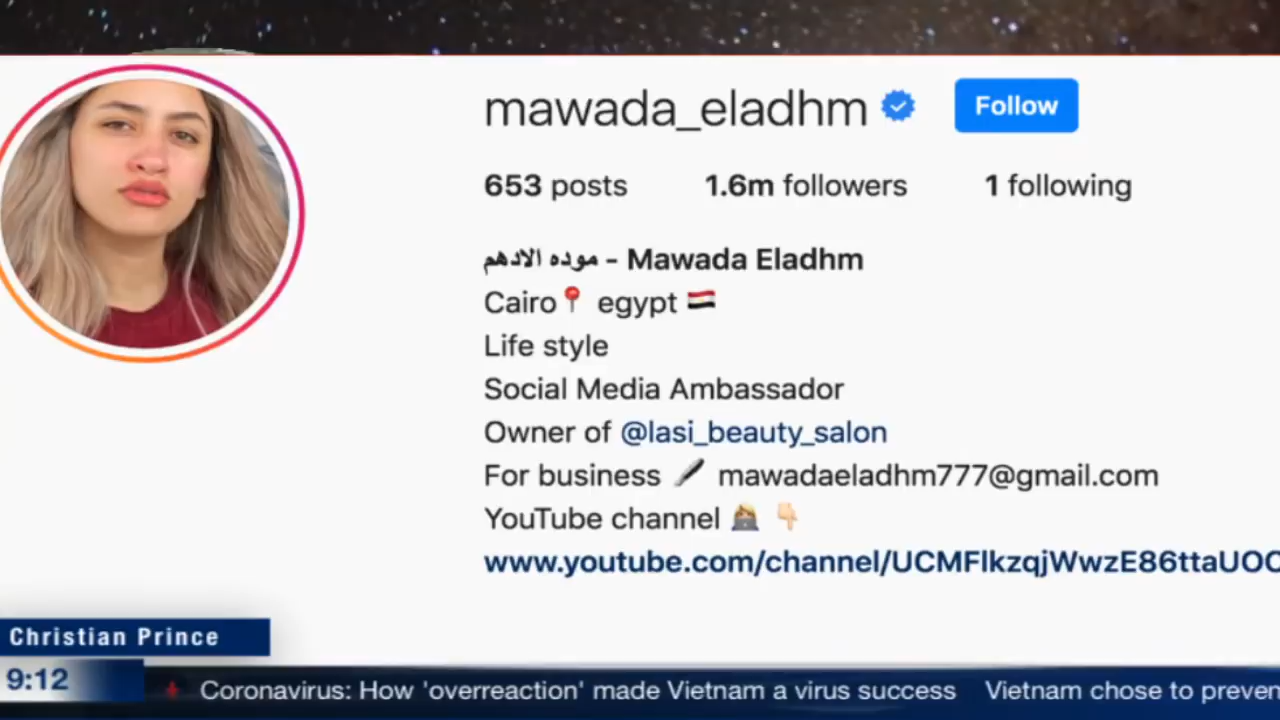 mawada_eladhm Follow
653 posts 1.6m followers 1 following
موده الادهم - Mawada Eladhm
Cairo📍 egypt 🇪🇬
Life style
Social Media Ambassador
Owner of @lasi_beauty_salon
For business mawadaeladhm777@gmail.com
YouTube channel
www.youtube.com/channel/UCMFlkzqjWwzE86ttaUOC
Christian Prince
9:12
Coronavirus: How 'overreaction' made Vietnam a virus success Vietnam chose to preven